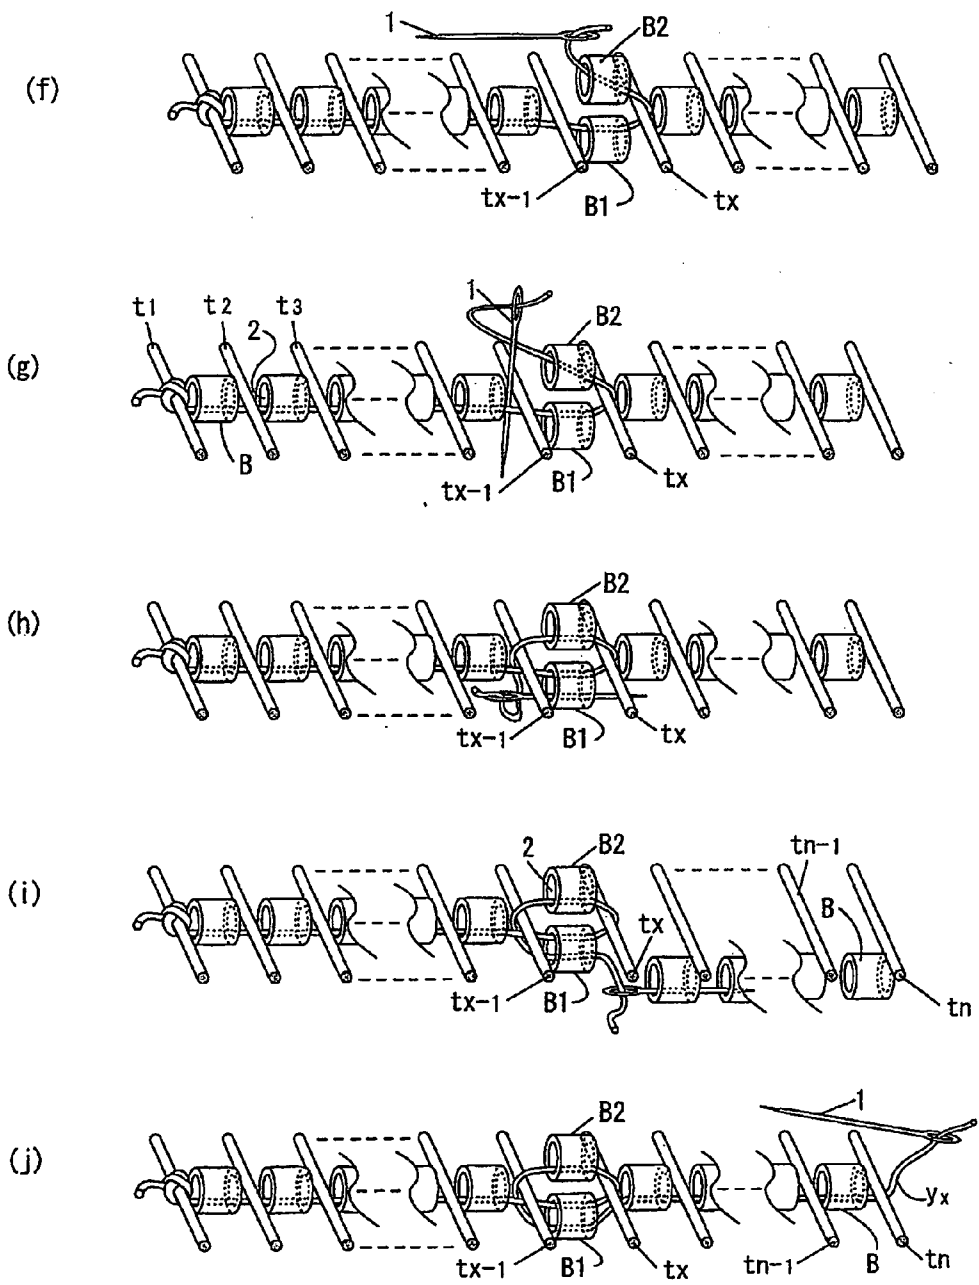 (f)
1
B2
tx-1
B1
tx
(g)
t1
t2
2
t3
1
B2
B
tx-1
B1
tx
(h)
B2
tx-1
B1
tx
(i)
2
B2
tn-1
B
tx
tx-1
B1
tn
(j)
B2
1
yx
tx-1
B1
tx
tn-1
B
tn